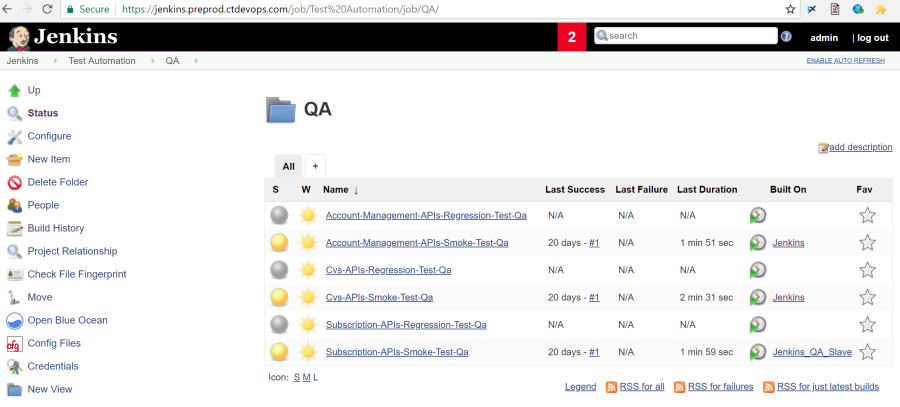 Secure https://jenkins.preprod.ctdevops.com/job/Test%20Automation/job/QA/
Jenkins 2 search ? admin | log out
Jenkins Test Automation QA ENABLE AUTO REFRESH
Up
Status
Configure
New Item
Delete Folder
People
Build History
Project Relationship
Check File Fingerprint
Move
Open Blue Ocean
cfg Config Files
Credentials
New View
QA
add description
All +
S W Name ↓ Last Success Last Failure Last Duration Built On Fav
Account-Management-APIs-Regression-Test-Qa N/A N/A N/A
Account-Management-APIs-Smoke-Test-Qa 20 days - #1 N/A 1 min 51 sec Jenkins
Cvs-APIs-Regression-Test-Qa N/A N/A N/A
Cvs-APIs-Smoke-Test-Qa 20 days - #1 N/A 2 min 31 sec Jenkins
Subscription-APIs-Regression-Test-Qa N/A N/A N/A
Subscription-APIs-Smoke-Test-Qa 20 days - #1 N/A 1 min 59 sec Jenkins_QA_Slave
Icon: S M L
Legend RSS for all RSS for failures RSS for just latest builds